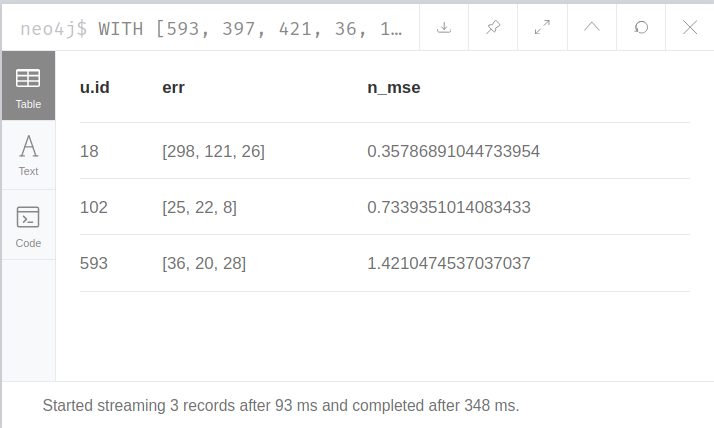 neo4j$ WITH [593, 397, 421, 36, 1...
Table
Text
Code
u.id err n_mse
18 [298, 121, 26] 0.35786891044733954
102 [25, 22, 8] 0.7339351014083433
593 [36, 20, 28] 1.4210474537037037
Started streaming 3 records after 93 ms and completed after 348 ms.